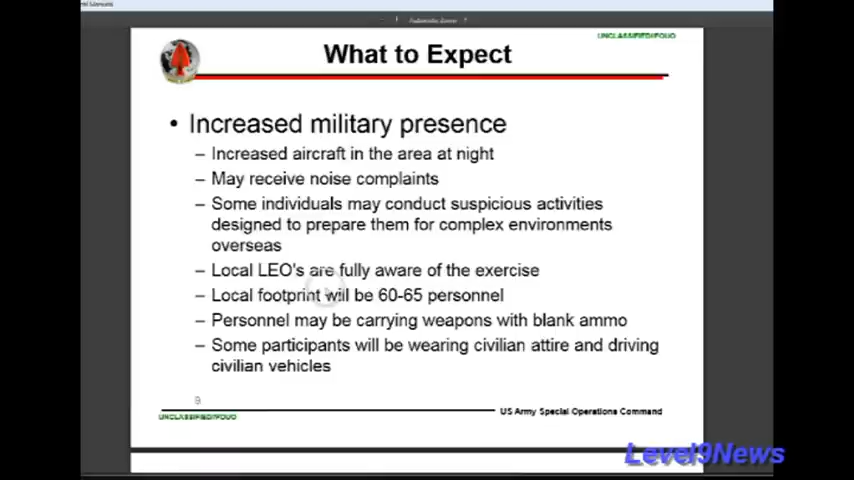 UNCLASSIFIED//FOUO
What to Expect
• Increased military presence
– Increased aircraft in the area at night
– May receive noise complaints
– Some individuals may conduct suspicious activities
designed to prepare them for complex environments
overseas
– Local LEO's are fully aware of the exercise
– Local footprint will be 60-65 personnel
– Personnel may be carrying weapons with blank ammo
– Some participants will be wearing civilian attire and driving
civilian vehicles
9
UNCLASSIFIED//FOUO
US Army Special Operations Command
Level9News